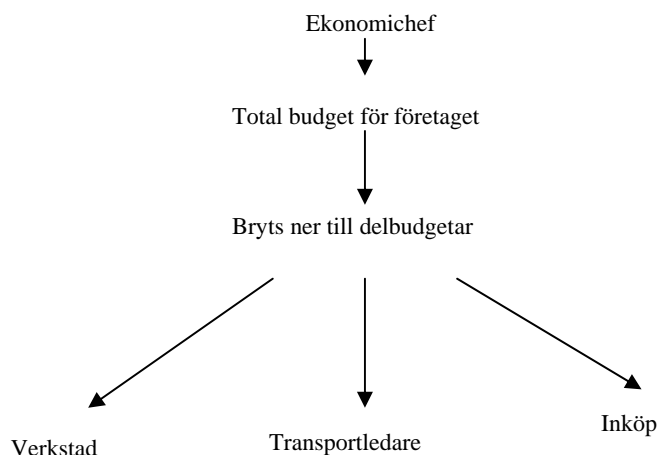 Ekonomichef
Total budget för företaget
Bryts ner till delbudgetar
Verkstad
Transportledare
Inköp